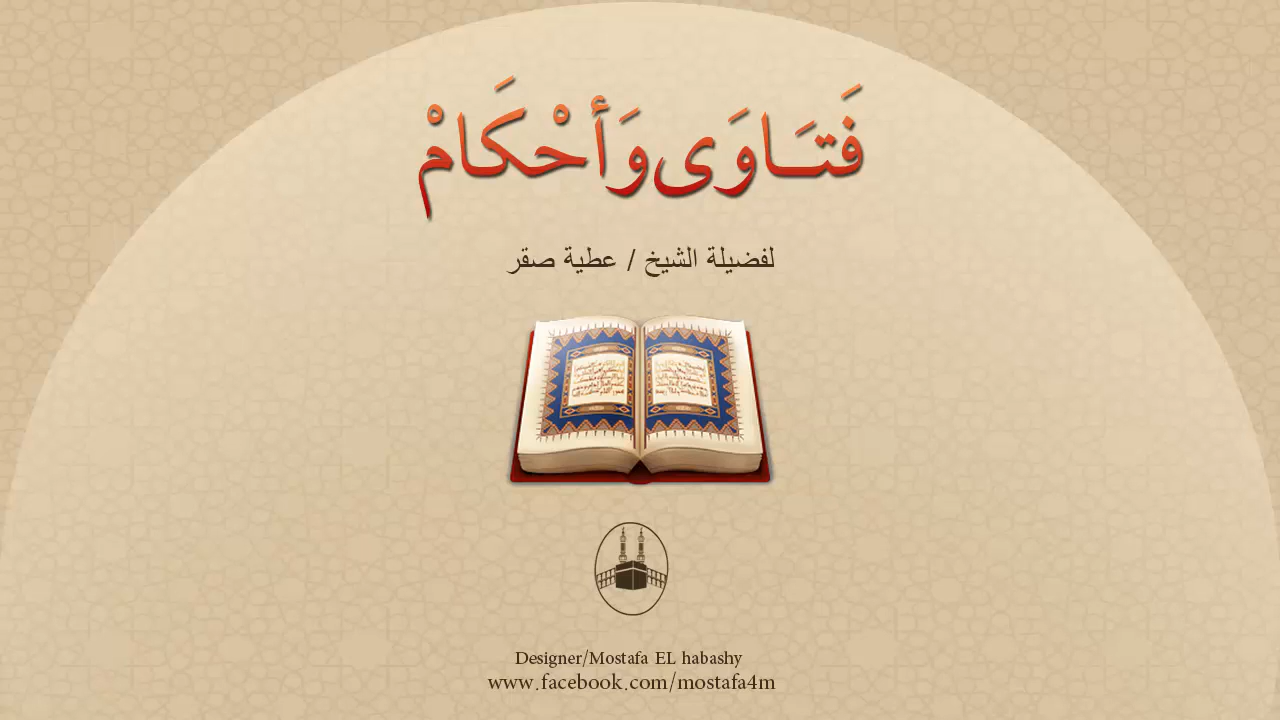 فَتَاوَى وَأَحْكَامْ
لفضيلة الشيخ / عطية صقر
Designer/Mostafa EL habashy
www.facebook.com/mostafa4m